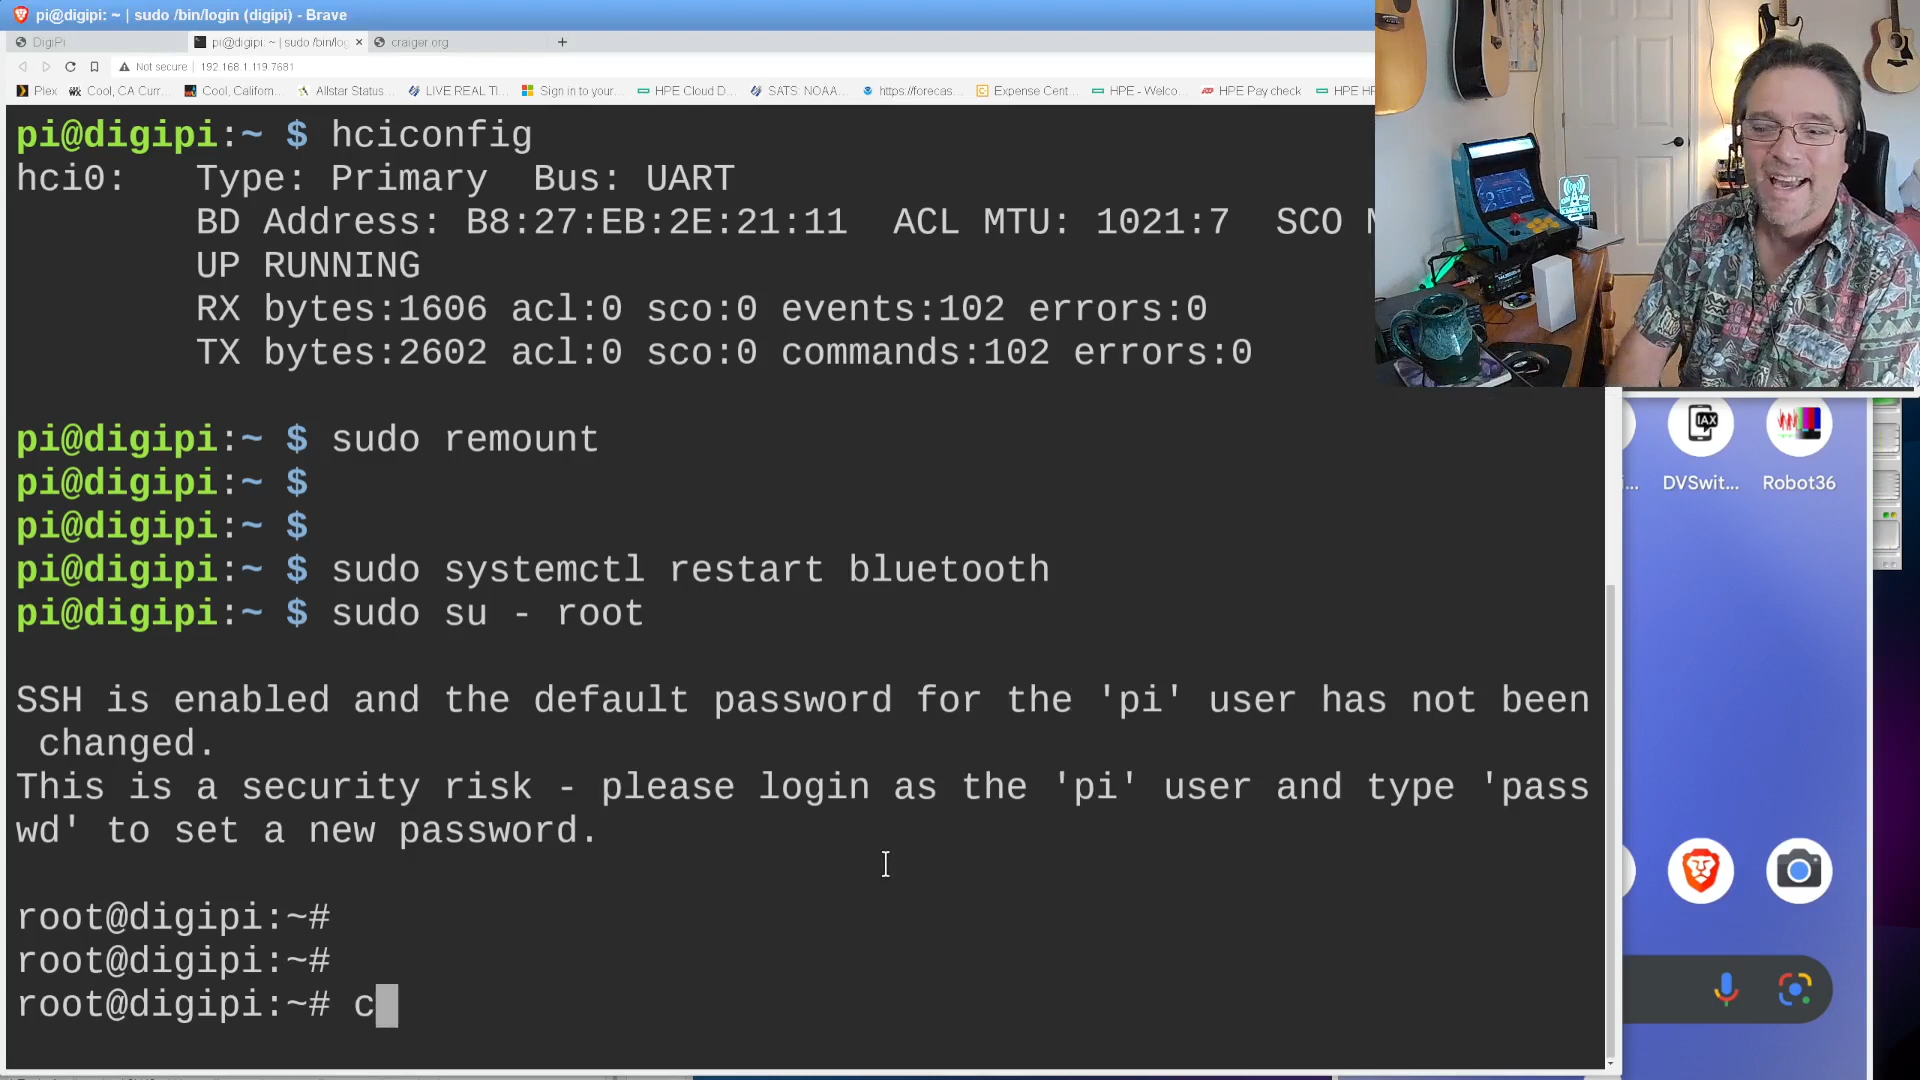 pi@digipi: ~ | sudo /bin/login (digipi) - Brave
DigiPi
pi@digipi: ~ | sudo /bin/log
craiger.org
Not secure | 192.168.1.119:7681
Plex
Cool, CA Curr...
Cool, Californ...
Allstar Status...
LIVE REAL TI...
Sign in to your...
HPE Cloud D...
SATS: NOAA...
https://forecas...
Expense Cent...
HPE - Welco...
HPE Pay check
pi@digipi:~ $ hciconfig
hci0:   Type: Primary  Bus: UART
BD Address: B8:27:EB:2E:21:11  ACL MTU: 1021:7  SCO
UP RUNNING
RX bytes:1606 acl:0 sco:0 events:102 errors:0
TX bytes:2602 acl:0 sco:0 commands:102 errors:0
pi@digipi:~ $ sudo remount
pi@digipi:~ $
pi@digipi:~ $
pi@digipi:~ $ sudo systemctl restart bluetooth
pi@digipi:~ $ sudo su - root
SSH is enabled and the default password for the 'pi' user has not been
changed.
This is a security risk - please login as the 'pi' user and type 'pass
wd' to set a new password.
root@digipi:~#
root@digipi:~#
root@digipi:~# c
IAX
DVSwit...
Robot36